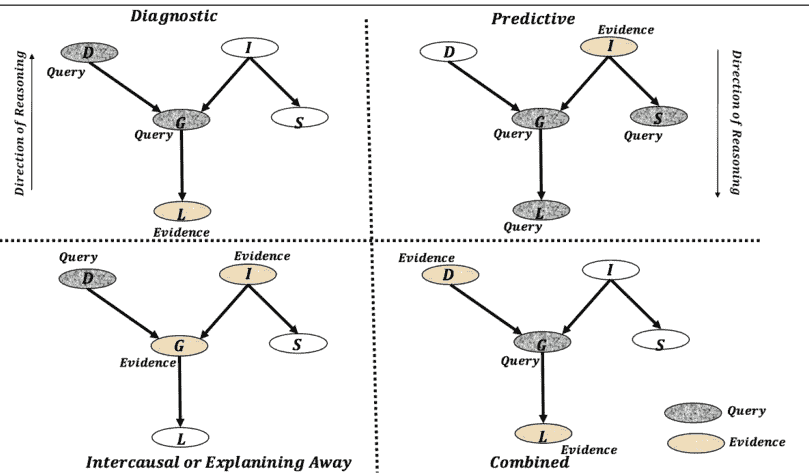 Diagnostic
Predictive
D
I
Query
G
Query
S
L
Evidence
Direction of Reasoning
Evidence
D
I
G
Query
S
Query
L
Query
Direction of Reasoning
Query
D
Evidence
I
G
Evidence
S
L
Intercausal or Explanining Away
Evidence
D
I
G
Query
S
L
Evidence
Combined
Query
Evidence